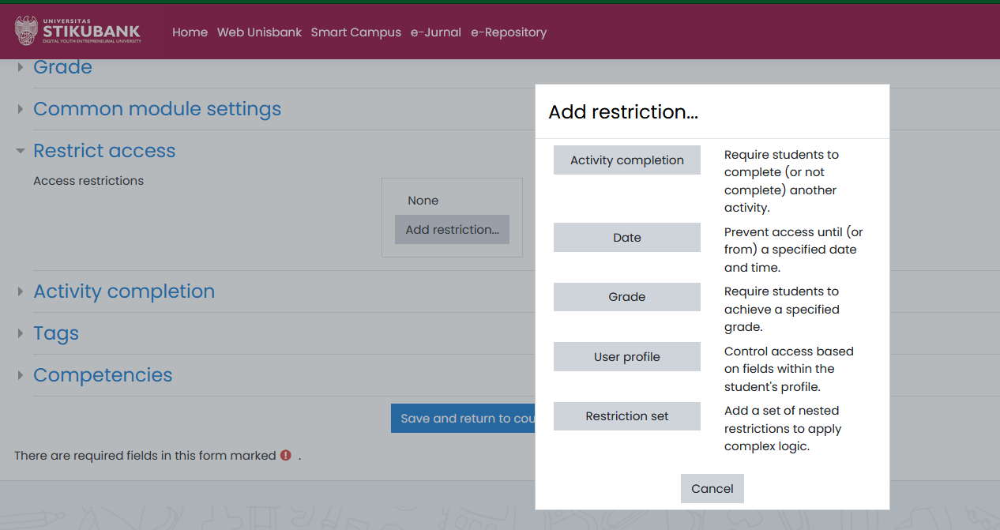 UNIVERSITAS
STIKUBANK
DIGITAL YOUTH ENTREPRENEURIAL UNIVERSITY
Home Web Unisbank Smart Campus e-Jurnal e-Repository
Grade
Common module settings
Restrict access
Access restrictions
None
Add restriction...
Activity completion
Tags
Competencies
Save and return to cou
There are required fields in this form marked .
Add restriction...
Activity completion
Require students to
complete (or not
complete) another
activity.
Date
Prevent access until (or
from) a specified date
and time.
Grade
Require students to
achieve a specified
grade.
User profile
Control access based
on fields within the
student's profile.
Restriction set
Add a set of nested
restrictions to apply
complex logic.
Cancel